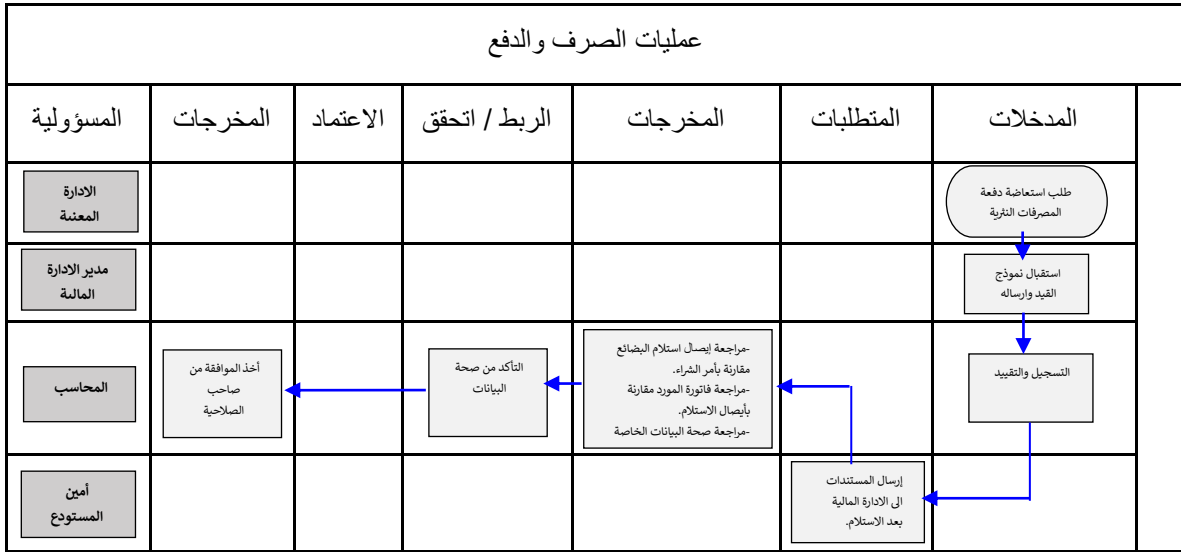 عمليات الصرف والدفع
المدخلات
المتطلبات
المخرجات
الربط / اتحقق
الاعتماد
المخرجات
المسؤولية
طلب استعاضة دفعة
المصرفات النثرية
الادارة
المعنىة
استقبال نموذج
القيد وارساله
مدير الادارة
المالىة
التسجيل والتقييد
-مراجعة إيصال استلام البضائع
مقارنة بأمر الشراء.
-مراجعة فاتورة المورد مقارنة
بأيصال الاستلام.
-مراجعة صحة البيانات الخاصة
التأكد من صحة
البيانات
أخذ الموافقة من
صاحب
الصلاحية
المحاسب
إرسال المستندات
الى الادارة المالية
بعد الاستلام.
أمين
المستودع